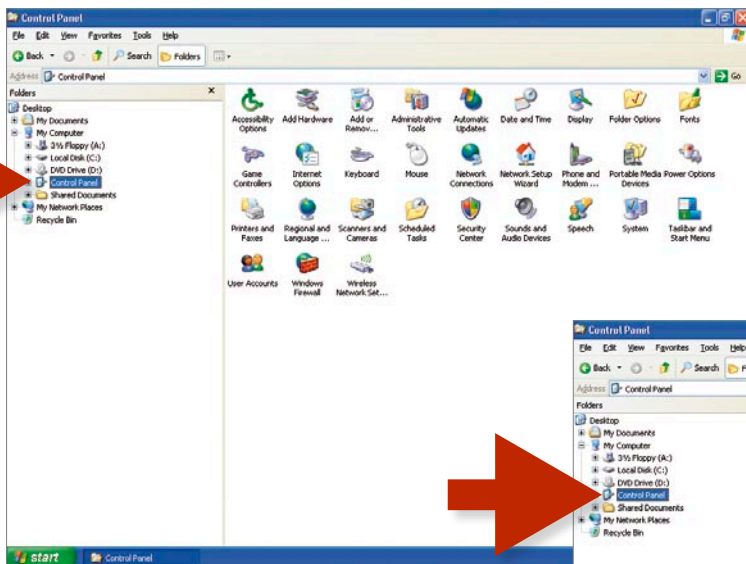 Control Panel
File Edit View Favorites Tools Help
Back Search Folders
Address Control Panel Go
Folders
Desktop
My Documents
My Computer
3½ Floppy (A:)
Local Disk (C:)
DVD Drive (D:)
Control Panel
Shared Documents
My Network Places
Recycle Bin
Accessibility Options
Add Hardware
Add or Remov...
Administrative Tools
Automatic Updates
Date and Time
Display
Folder Options
Fonts
Game Controllers
Internet Options
Keyboard
Mouse
Network Connections
Network Setup Wizard
Phone and Modem ...
Portable Media Devices
Power Options
Printers and Faxes
Regional and Language ...
Scanners and Cameras
Scheduled Tasks
Security Center
Sounds and Audio Devices
Speech
System
Taskbar and Start Menu
User Accounts
Windows Firewall
Wireless Network Set...
start Control Panel
Control Panel
File Edit View Favorites Tools Help
Back Search F
Address Control Panel
Folders
Desktop
My Documents
My Computer
3½ Floppy (A:)
Local Disk (C:)
DVD Drive (D:)
Control Panel
Shared Documents
My Network Places
Recycle Bin